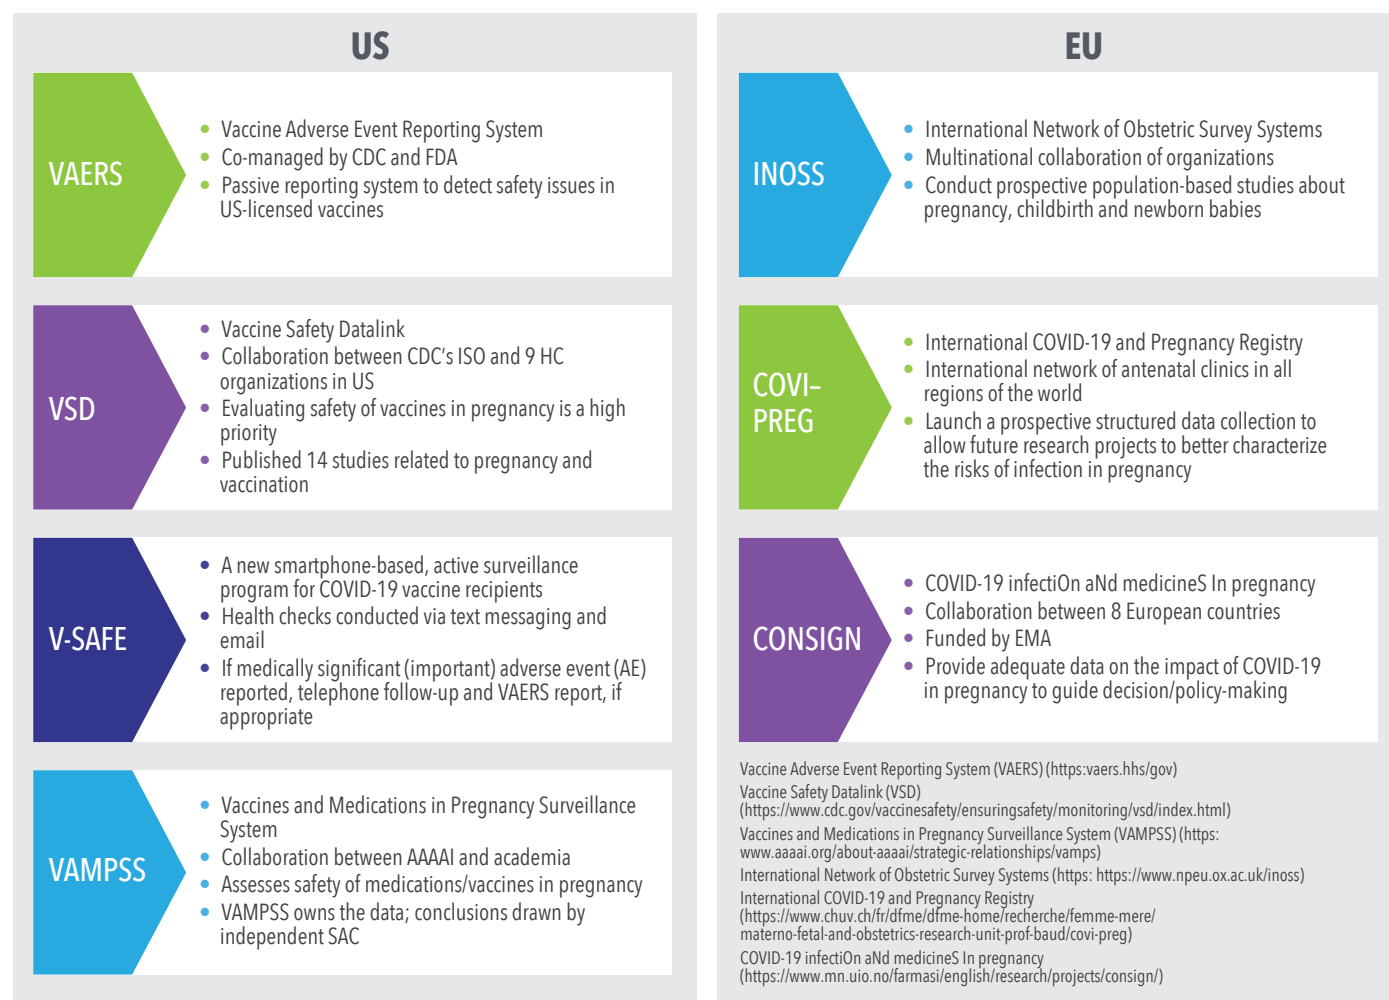 US
VAERS
• Vaccine Adverse Event Reporting System
• Co-managed by CDC and FDA
• Passive reporting system to detect safety issues in
US-licensed vaccines
VSD
• Vaccine Safety Datalink
• Collaboration between CDC's ISO and 9 HC
organizations in US
• Evaluating safety of vaccines in pregnancy is a high
priority
• Published 14 studies related to pregnancy and
vaccination
V-SAFE
• A new smartphone-based, active surveillance
program for COVID-19 vaccine recipients
• Health checks conducted via text messaging and
email
• If medically significant (important) adverse event (AE)
reported, telephone follow-up and VAERS report, if
appropriate
VAMPSS
• Vaccines and Medications in Pregnancy Surveillance
System
• Collaboration between AAAAI and academia
• Assesses safety of medications/vaccines in pregnancy
• VAMPSS owns the data; conclusions drawn by
independent SAC
EU
INOSS
• International Network of Obstetric Survey Systems
• Multinational collaboration of organizations
• Conduct prospective population-based studies about
pregnancy, childbirth and newborn babies
COVI–
PREG
• International COVID-19 and Pregnancy Registry
• International network of antenatal clinics in all
regions of the world
• Launch a prospective structured data collection to
allow future research projects to better characterize
the risks of infection in pregnancy
CONSIGN
• COVID-19 infectiOn aNd medicineS In pregnancy
• Collaboration between 8 European countries
• Funded by EMA
• Provide adequate data on the impact of COVID-19
in pregnancy to guide decision/policy-making
Vaccine Adverse Event Reporting System (VAERS) (https:vaers.hhs/gov)
Vaccine Safety Datalink (VSD)
(https://www.cdc.gov/vaccinesafety/ensuringsafety/monitoring/vsd/index.html)
Vaccines and Medications in Pregnancy Surveillance System (VAMPSS) (https:
www.aaaai.org/about-aaaai/strategic-relationships/vamps)
International Network of Obstetric Survey Systems (https: https://www.npeu.ox.ac.uk/inoss)
International COVID-19 and Pregnancy Registry
(https://www.chuv.ch/fr/dfme/dfme-home/recherche/femme-mere/
materno-fetal-and-obstetrics-research-unit-prof-baud/covi-preg)
COVID-19 infectiOn aNd medicineS In pregnancy
(https://www.mn.uio.no/farmasi/english/research/projects/consign/)